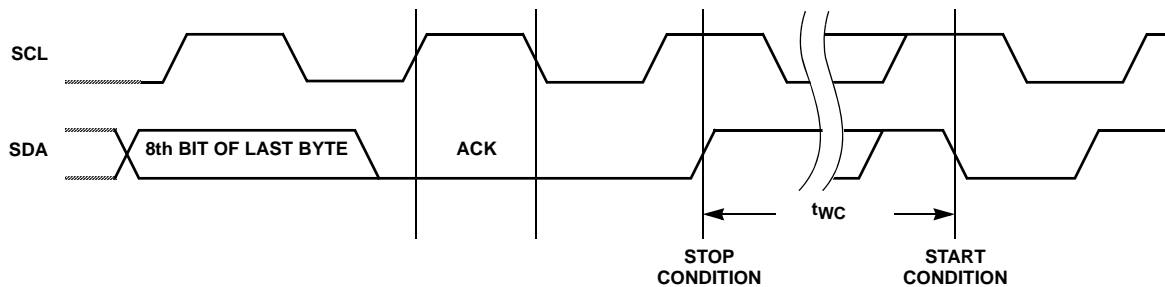 SCL
SDA
8th BIT OF LAST BYTE
ACK
tWC
STOP
CONDITION
START
CONDITION